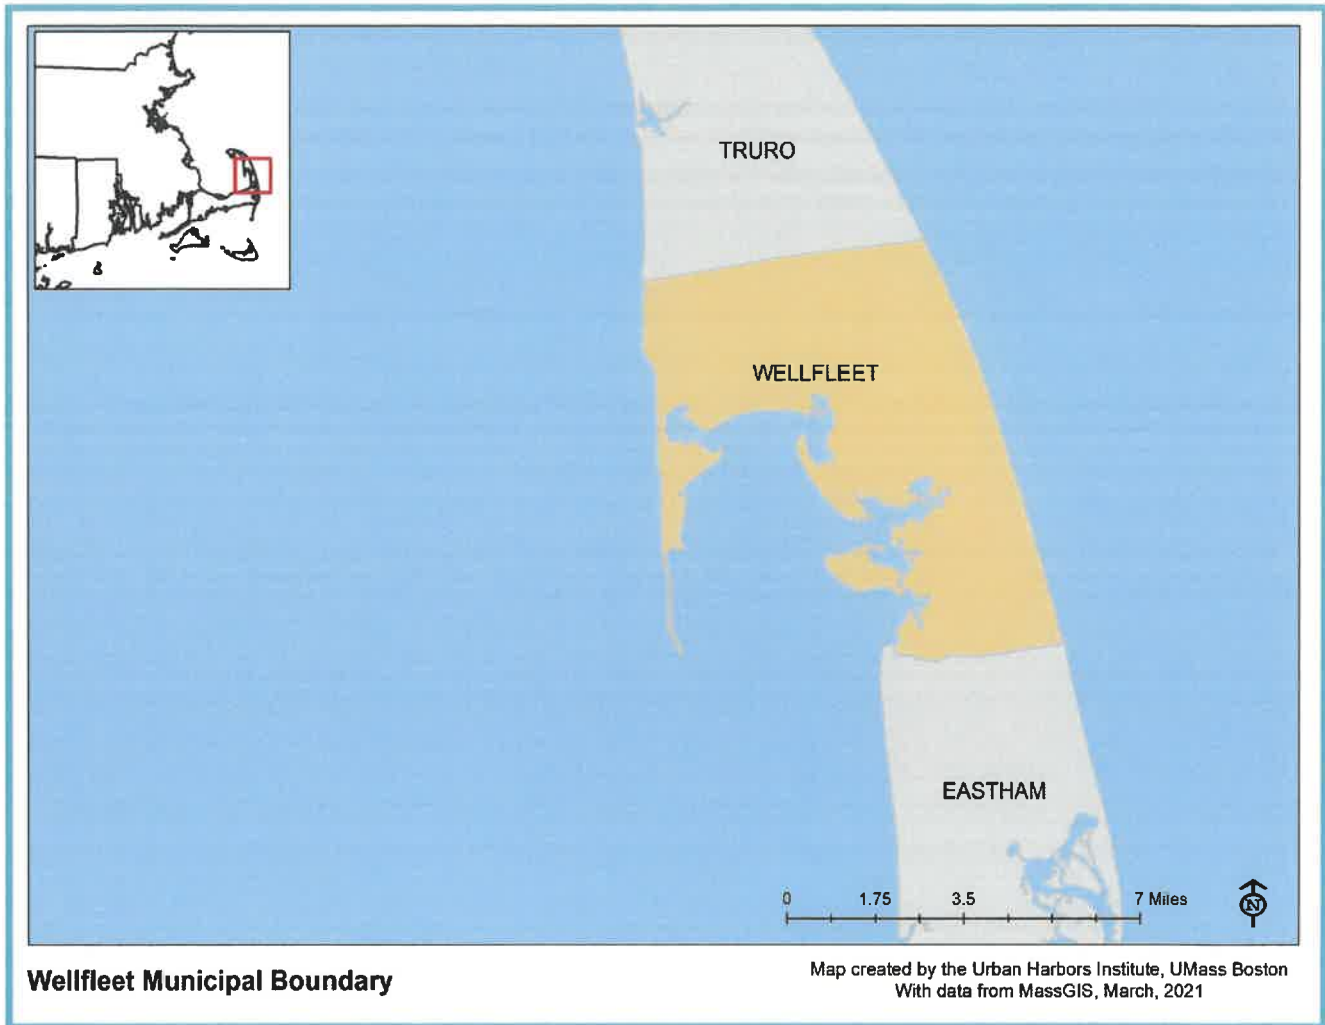 TRURO
WELLFLEET
EASTHAM
0 1.75 3.5 7 Miles
N
Wellfleet Municipal Boundary
Map created by the Urban Harbors Institute, UMass Boston
With data from MassGIS, March, 2021